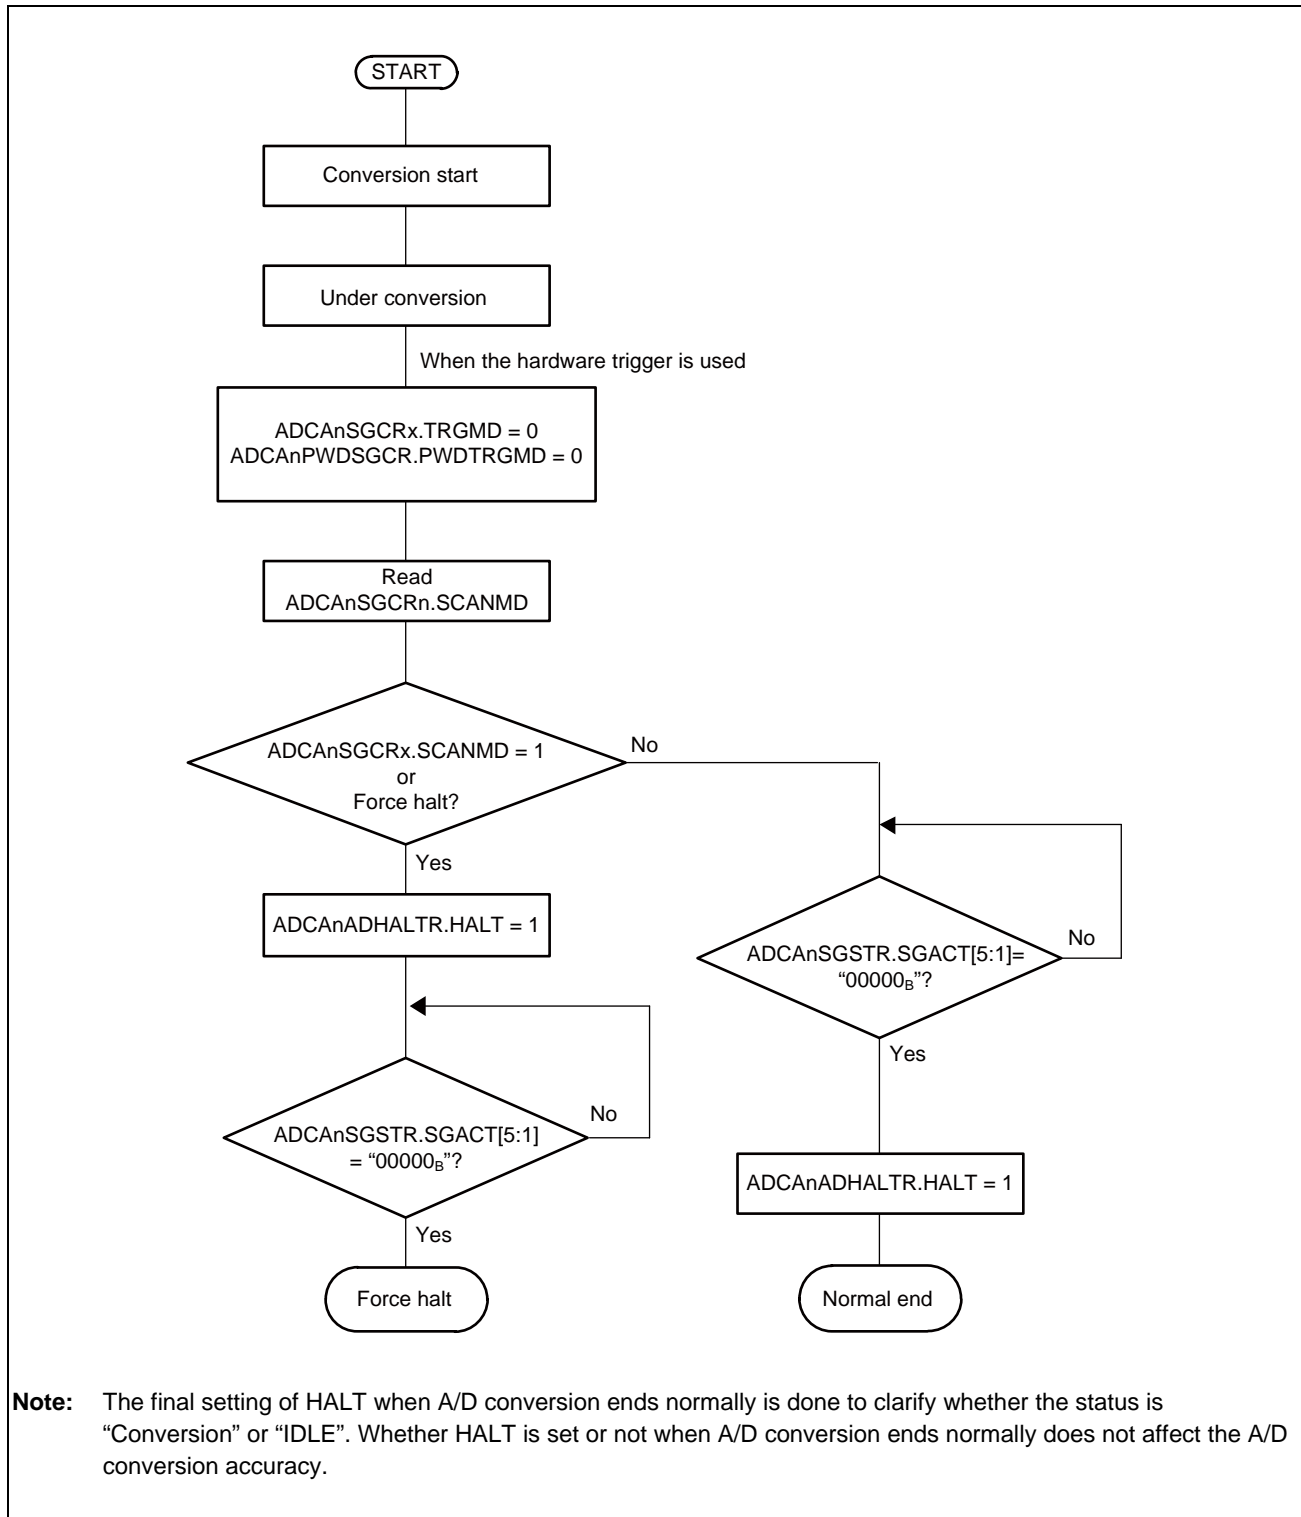 START
Conversion start
Under conversion
When the hardware trigger is used
ADCAnSGCRx.TRGMD = 0
ADCAnPWDSGCR.PWDTRGMD = 0
Read
ADCAnSGCRn.SCANMD
ADCAnSGCRx.SCANMD = 1
or
Force halt?
No
Yes
ADCAnADHALTR.HALT = 1
ADCAnSGSTR.SGACT[5:1]
= “00000B”?
No
Yes
Force halt
ADCAnSGSTR.SGACT[5:1]=
“00000B”?
No
Yes
ADCAnADHALTR.HALT = 1
Normal end
Note: The final setting of HALT when A/D conversion ends normally is done to clarify whether the status is
“Conversion” or “IDLE”. Whether HALT is set or not when A/D conversion ends normally does not affect the A/D
conversion accuracy.